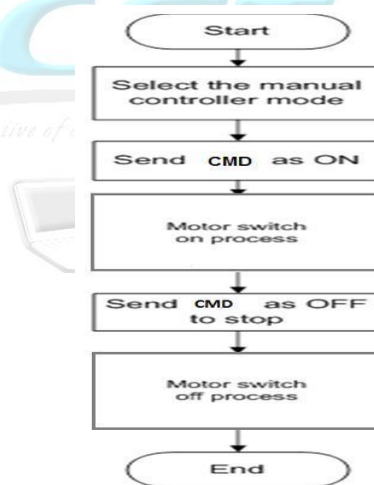 Start
Select the manual
controller mode
Send CMD as ON
Motor switch
on process
Send CMD as OFF
to stop
Motor switch
off process
End